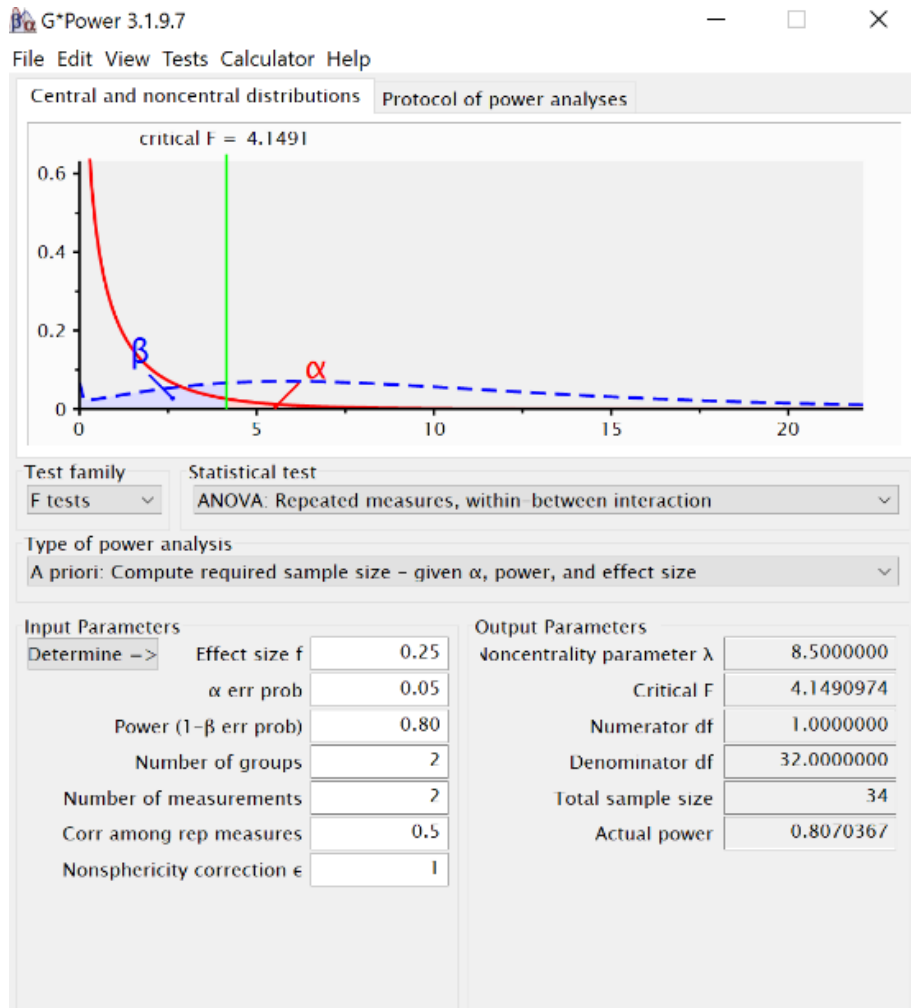 βα G*Power 3.1.9.7
File Edit View Tests Calculator Help
Central and noncentral distributions Protocol of power analyses
critical F = 4.1491
0.6
0.4
0.2
0
β
α
0 5 10 15 20
Test family Statistical test
F tests ANOVA: Repeated measures, within-between interaction
Type of power analysis
A priori: Compute required sample size - given α, power, and effect size
Input Parameters Output Parameters
Determine => Effect size f 0.25 Noncentrality parameter λ 8.5000000
α err prob 0.05 Critical F 4.1490974
Power (1-β err prob) 0.80 Numerator df 1.0000000
Number of groups 2 Denominator df 32.0000000
Number of measurements 2 Total sample size 34
Corr among rep measures 0.5 Actual power 0.8070367
Nonsphericity correction ϵ 1